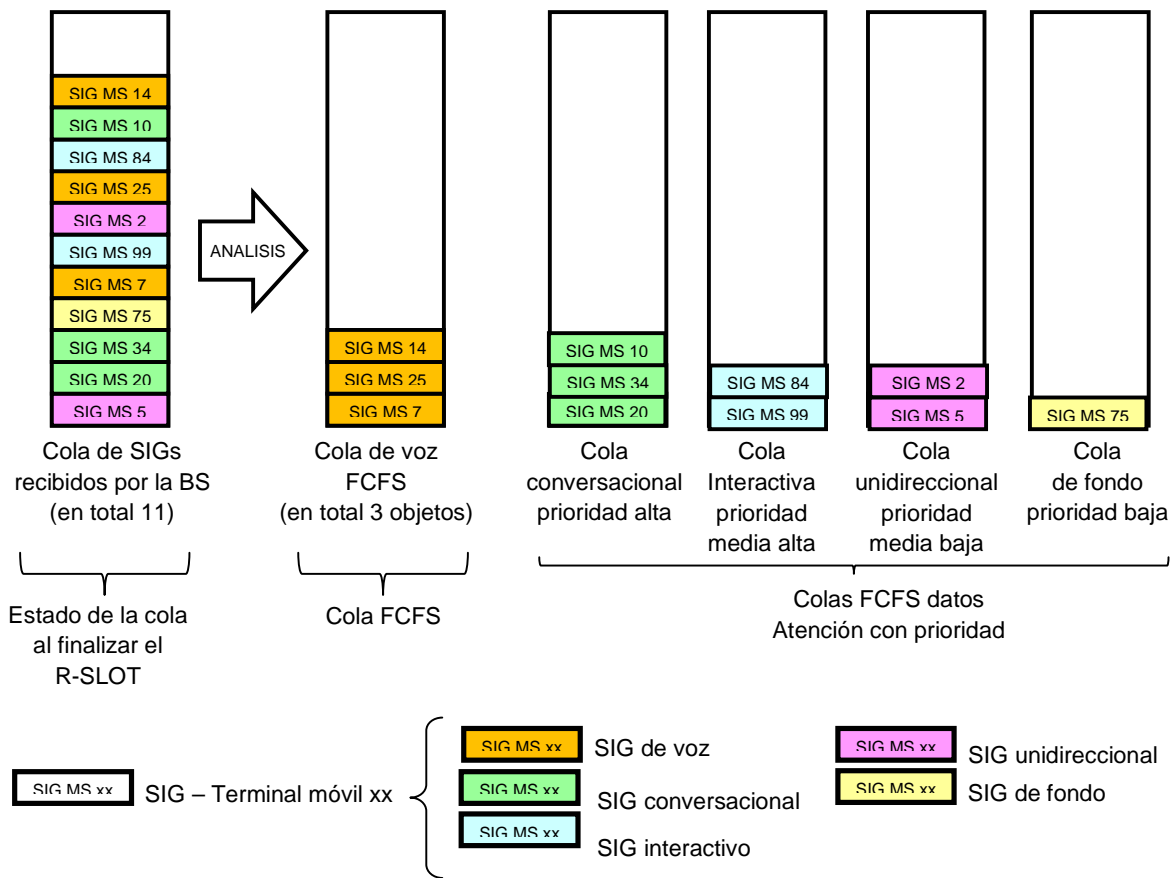 SIG MS 14
SIG MS 10
SIG MS 84
SIG MS 25
SIG MS 2
SIG MS 99
SIG MS 7
SIG MS 75
SIG MS 34
SIG MS 20
SIG MS 5
ANALISIS
SIG MS 14
SIG MS 25
SIG MS 7
SIG MS 10
SIG MS 34
SIG MS 20
SIG MS 84
SIG MS 99
SIG MS 2
SIG MS 5
SIG MS 75
Cola de SIGs
recibidos por la BS
(en total 11)
Cola de voz
FCFS
(en total 3 objetos)
Cola
conversacional
prioridad alta
Cola
Interactiva
prioridad
media alta
Cola
unidireccional
prioridad
media baja
Cola
de fondo
prioridad baja
Estado de la cola
al finalizar el
R-SLOT
Cola FCFS
Colas FCFS datos
Atención con prioridad
SIG MS xx
SIG – Terminal móvil xx
SIG MS xx
SIG de voz
SIG MS xx
SIG conversacional
SIG MS xx
SIG interactivo
SIG MS xx
SIG unidireccional
SIG MS xx
SIG de fondo